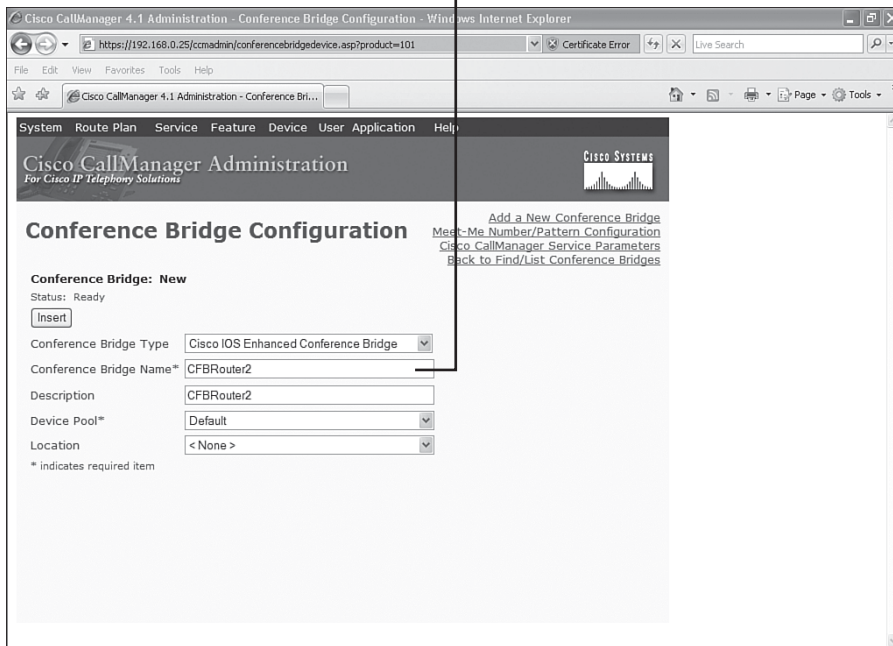 Cisco CallManager 4.1 Administration - Conference Bridge Configuration - Windows Internet Explorer
https://192.168.0.25/ccmadmin/conferencebridgedevice.asp?product=101
Certificate Error
Live Search
File Edit View Favorites Tools Help
Cisco CallManager 4.1 Administration - Conference Bri...
Page Tools
System Route Plan Service Feature Device User Application Help
Cisco CallManager Administration
For Cisco IP Telephony Solutions
CISCO SYSTEMS
Conference Bridge Configuration
Add a New Conference Bridge
Meet-Me Number/Pattern Configuration
Cisco CallManager Service Parameters
Back to Find/List Conference Bridges
Conference Bridge: New
Status: Ready
Insert
Conference Bridge Type Cisco IOS Enhanced Conference Bridge
Conference Bridge Name* CFBRouter2
Description CFBRouter2
Device Pool* Default
Location < None >
* indicates required item